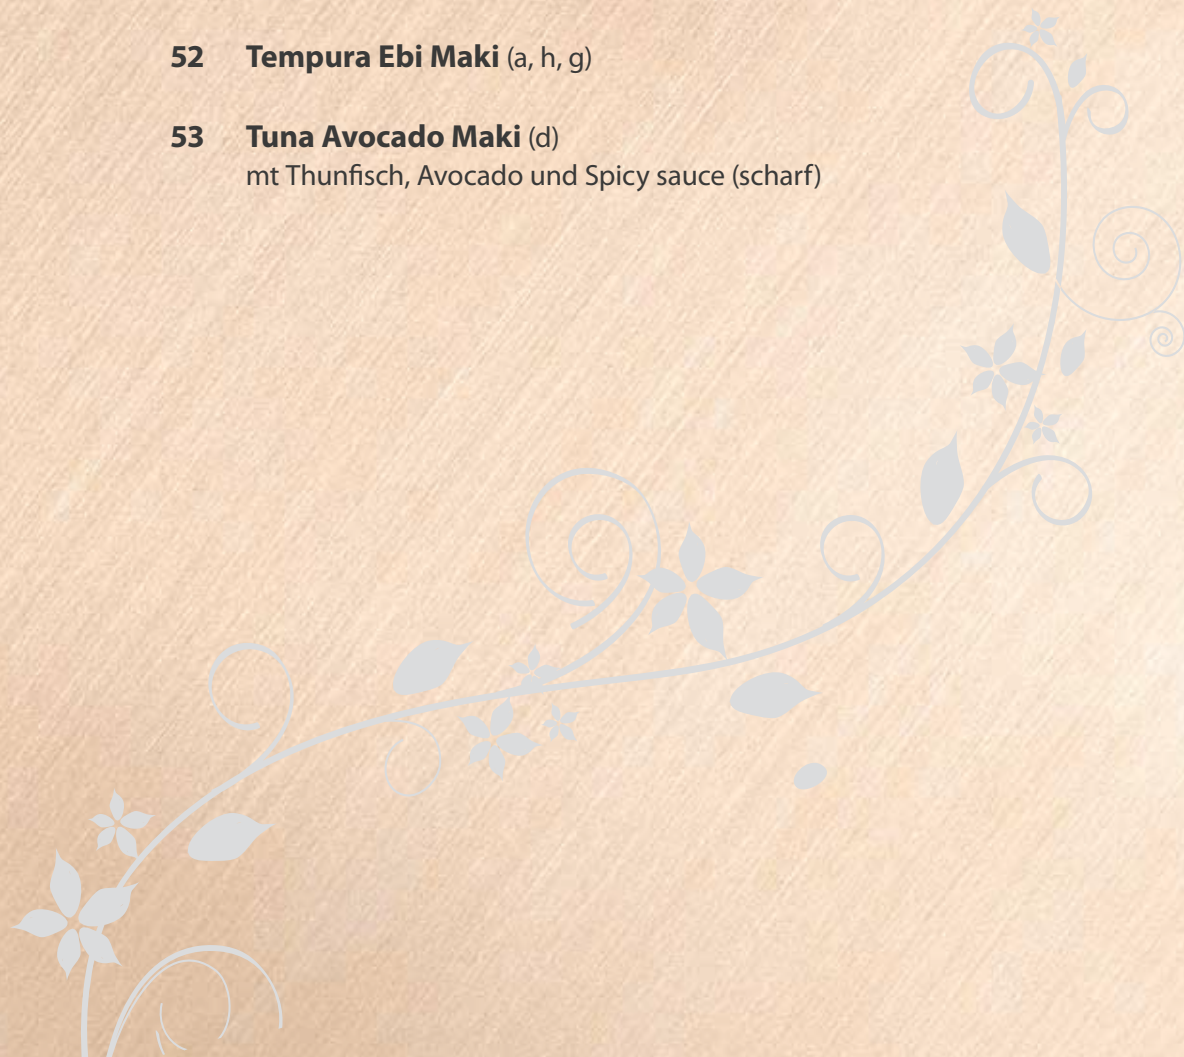 52 Tempura Ebi Maki (a, h, g)
53 Tuna Avocado Maki (d)
mt Thunfisch, Avocado und Spicy sauce (scharf)